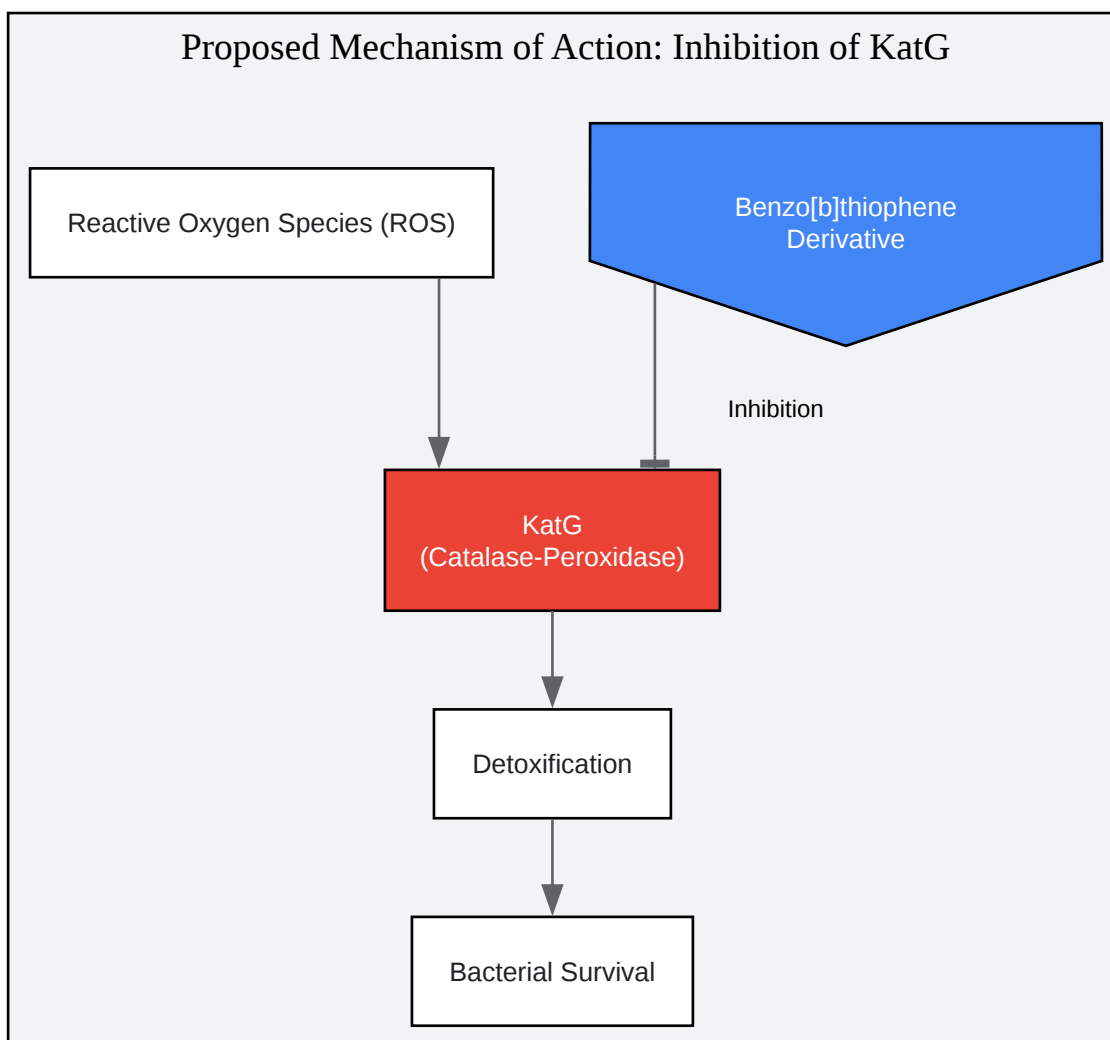 Proposed Mechanism of Action: Inhibition of KatG
Reactive Oxygen Species (ROS)
Benzo[b]thiophene
Derivative
Inhibition
KatG
(Catalase-Peroxidase)
Detoxification
Bacterial Survival